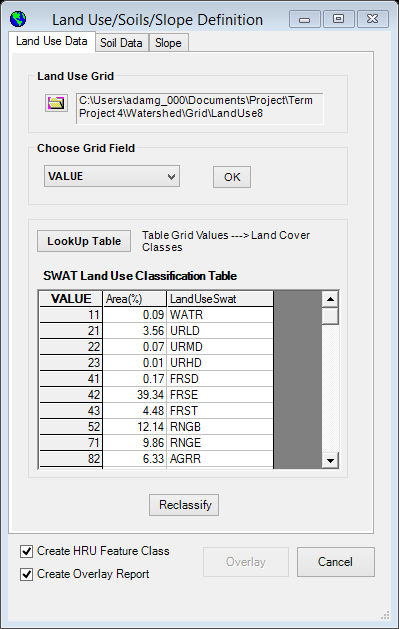 Land Use/Soils/Slope Definition
Land Use Data Soil Data Slope
Land Use Grid
C:\Users\adamg_000\Documents\Project\Term
Project 4\Watershed\Grid\LandUse8
Choose Grid Field
VALUE OK
LookUp Table Table Grid Values ---> Land Cover
Classes
SWAT Land Use Classification Table
VALUE Area(%) LandUseSwat
11 0.09 WATR
21 3.56 URLD
22 0.07 URMD
23 0.01 URHD
41 0.17 FRSD
42 39.34 FRSE
43 4.48 FRST
52 12.14 RNGB
71 9.86 RNGE
82 6.33 AGRR
Reclassify
Create HRU Feature Class
Create Overlay Report
Overlay Cancel